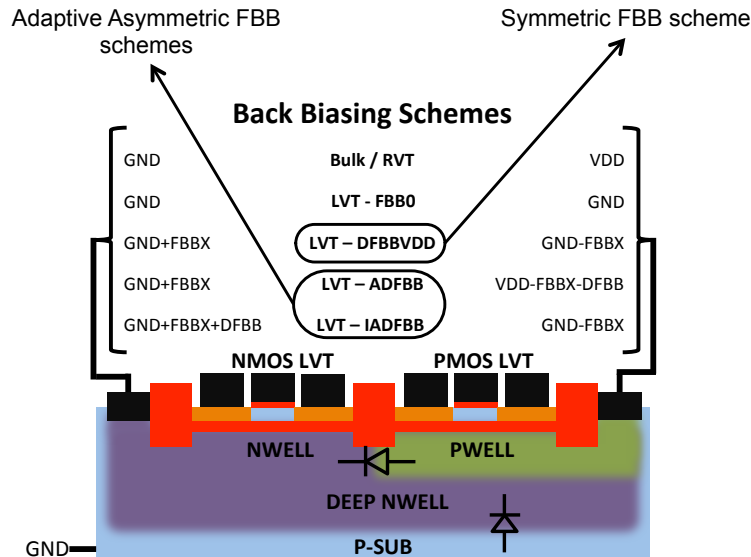 Adaptive Asymmetric FBB
schemes
Symmetric FBB scheme
Back Biasing Schemes
GND Bulk / RVT VDD
GND LVT - FBB0 GND
GND+FBBX LVT – DFBBVDD GND-FBBX
GND+FBBX LVT – ADFBB VDD-FBBX-DFBB
GND+FBBX+DFBB LVT – IADFBB GND-FBBX
NMOS LVT PMOS LVT
NWELL PWELL
DEEP NWELL
GND P-SUB